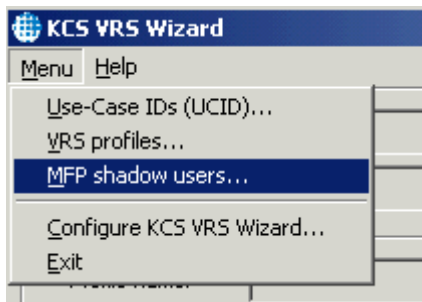 KCS VRS Wizard
Menu Help
Use-Case IDs (UCID)...
VRS profiles...
MFP shadow users...
Configure KCS VRS Wizard...
Exit